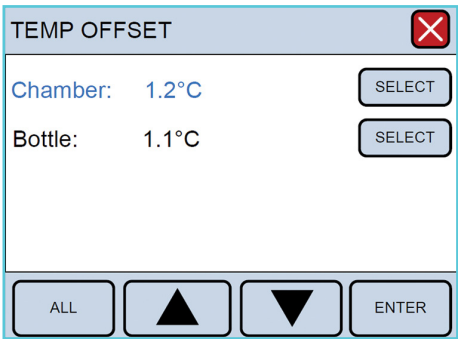 TEMP OFFSET
Chamber: 1.2°C SELECT
Bottle: 1.1°C SELECT
ALL ENTER